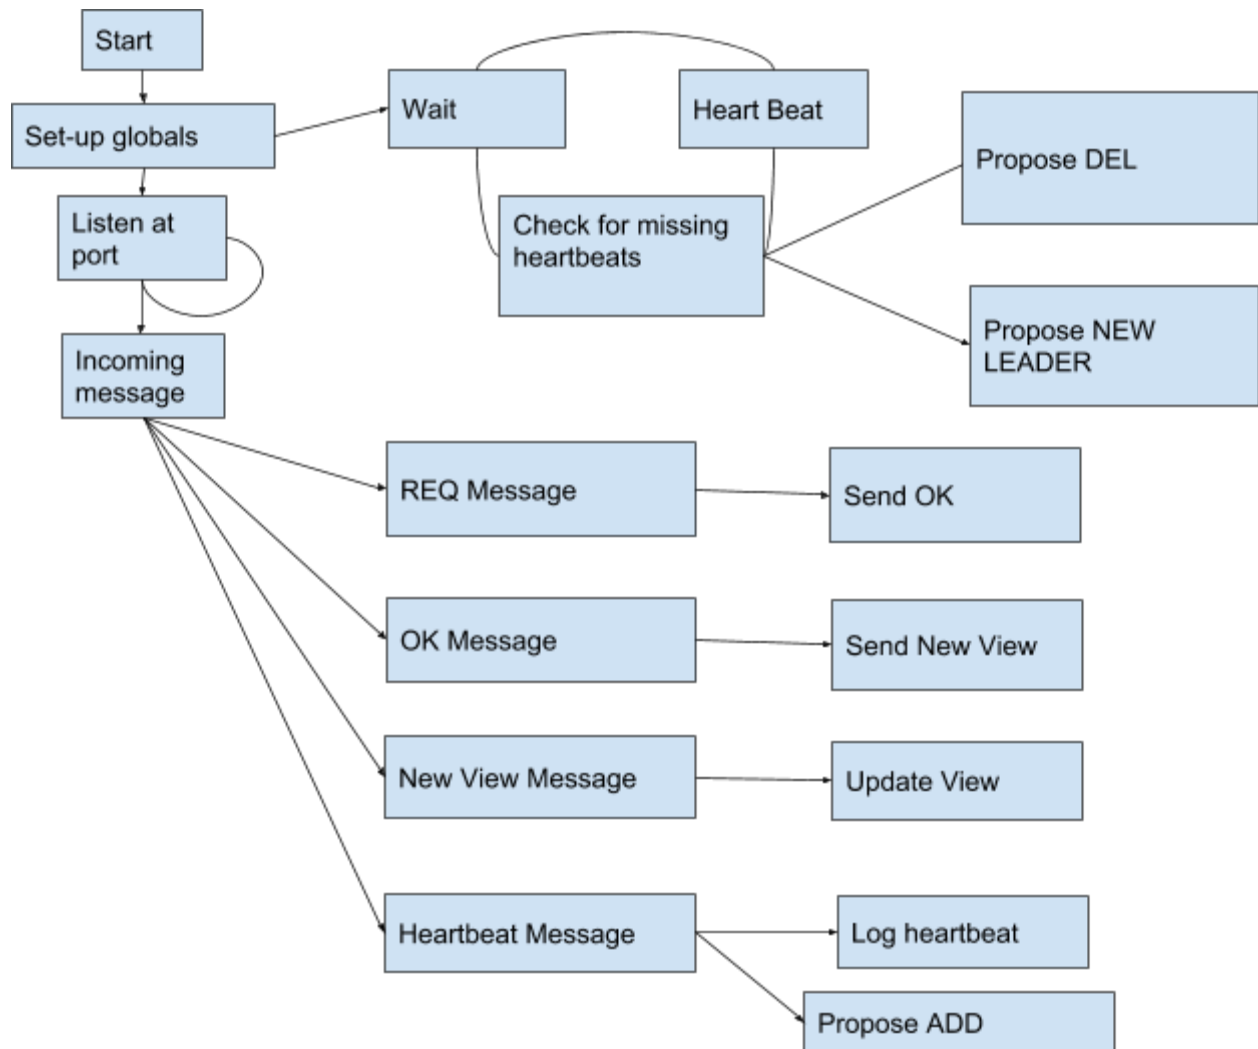 Start
Set-up globals
Wait
Heart Beat
Propose DEL
Listen at
port
Check for missing
heartbeats
Incoming
message
Propose NEW
LEADER
REQ Message
Send OK
OK Message
Send New View
New View Message
Update View
Heartbeat Message
Log heartbeat
Propose ADD